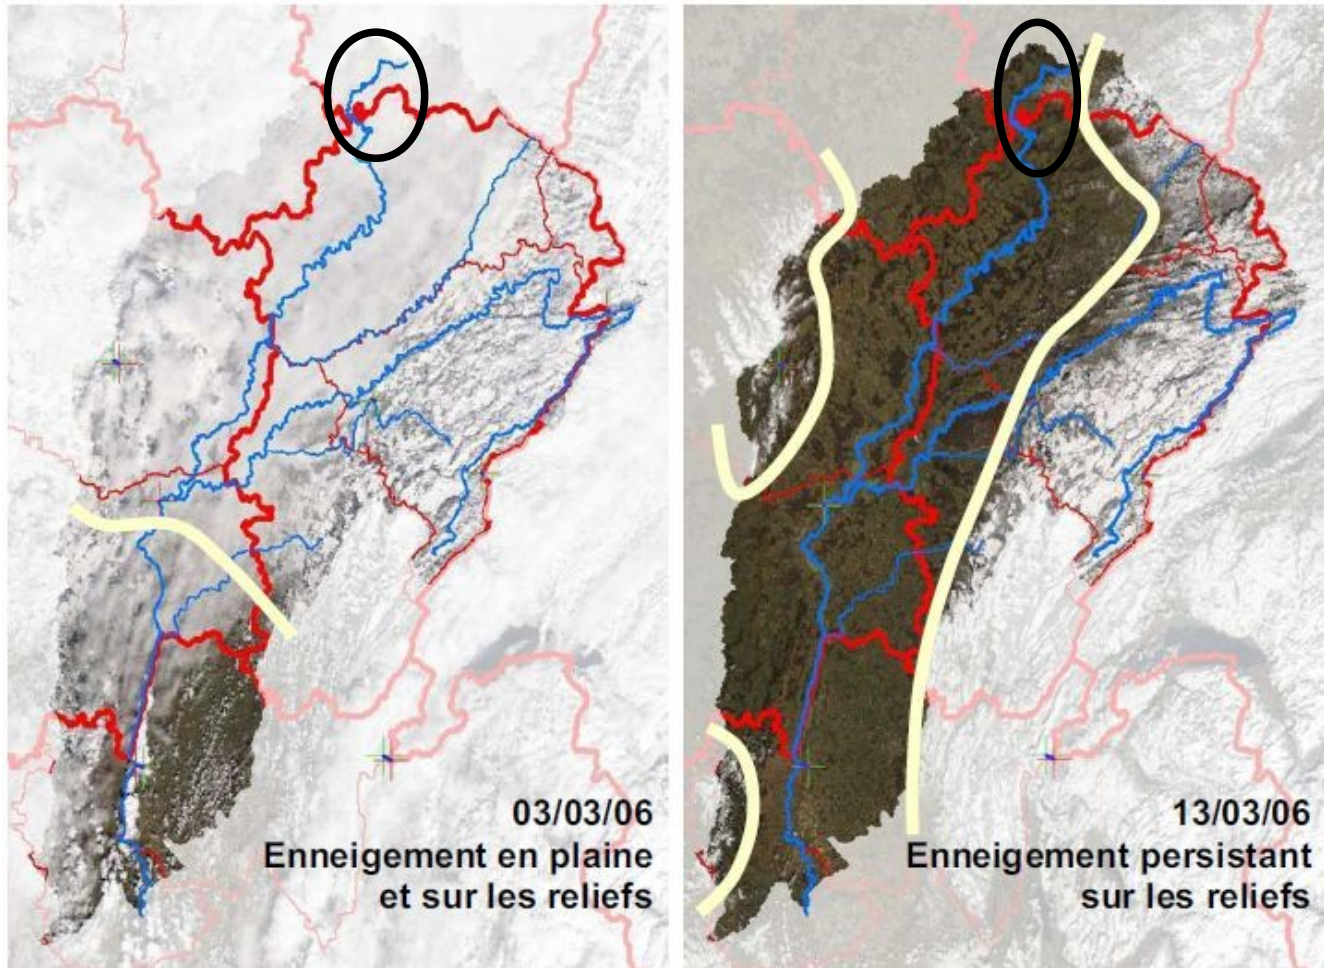 03/03/06
Enneigement en plaine
et sur les reliefs
13/03/06
Enneigement persistant
sur les reliefs